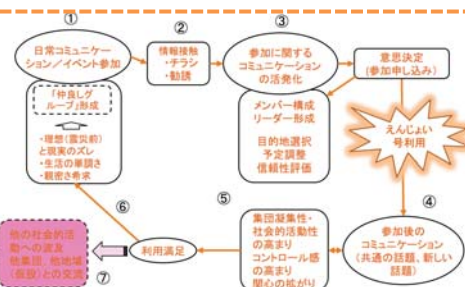 ①
日常コミュニケー
ション／イベント参加
「仲良しグ
ループ」形成
・理想(震災前)
と現実のズレ
・生活の単調さ
・親密さ希求
②
情報接触
・チラシ
・勧誘
③
参加に関する
コミュニケーション
の活発化
メンバー構成
リーダー形成
目的地選択
予定調整
信頼性評価
意思決定
(参加申し込み)
えんじょい
号利用
④
参加後の
コミュニケーション
(共通の話題、新しい
話題)
⑤
集団凝集性・
社会的活動性
の高まり
コントロール感
の高まり
関心の拡がり
⑥
利用満足
⑦
他の社会的活
動への波及
他集団、他地域
(仮設)との交流